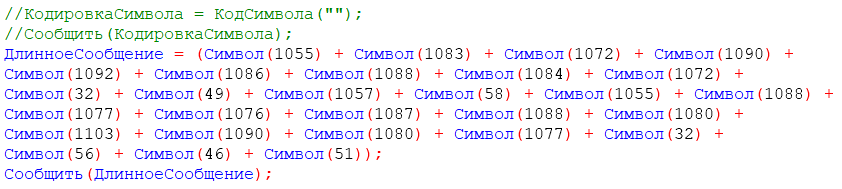 //КодировкаСимвола = КодСимвола("");
//Сообщить(КодировкаСимвола);
ДлинноеСообщение = (Символ(1055) + Символ(1083) + Символ(1072) + Символ(1090) +
Символ(1092) + Символ(1086) + Символ(1088) + Символ(1084) + Символ(1072) +
Символ(32) + Символ(49) + Символ(1057) + Символ(58) + Символ(1055) + Символ(1088) +
Символ(1077) + Символ(1076) + Символ(1087) + Символ(1088) + Символ(1080) +
Символ(1103) + Символ(1090) + Символ(1080) + Символ(1077) + Символ(32) +
Символ(56) + Символ(46) + Символ(51));
Сообщить(ДлинноеСообщение);